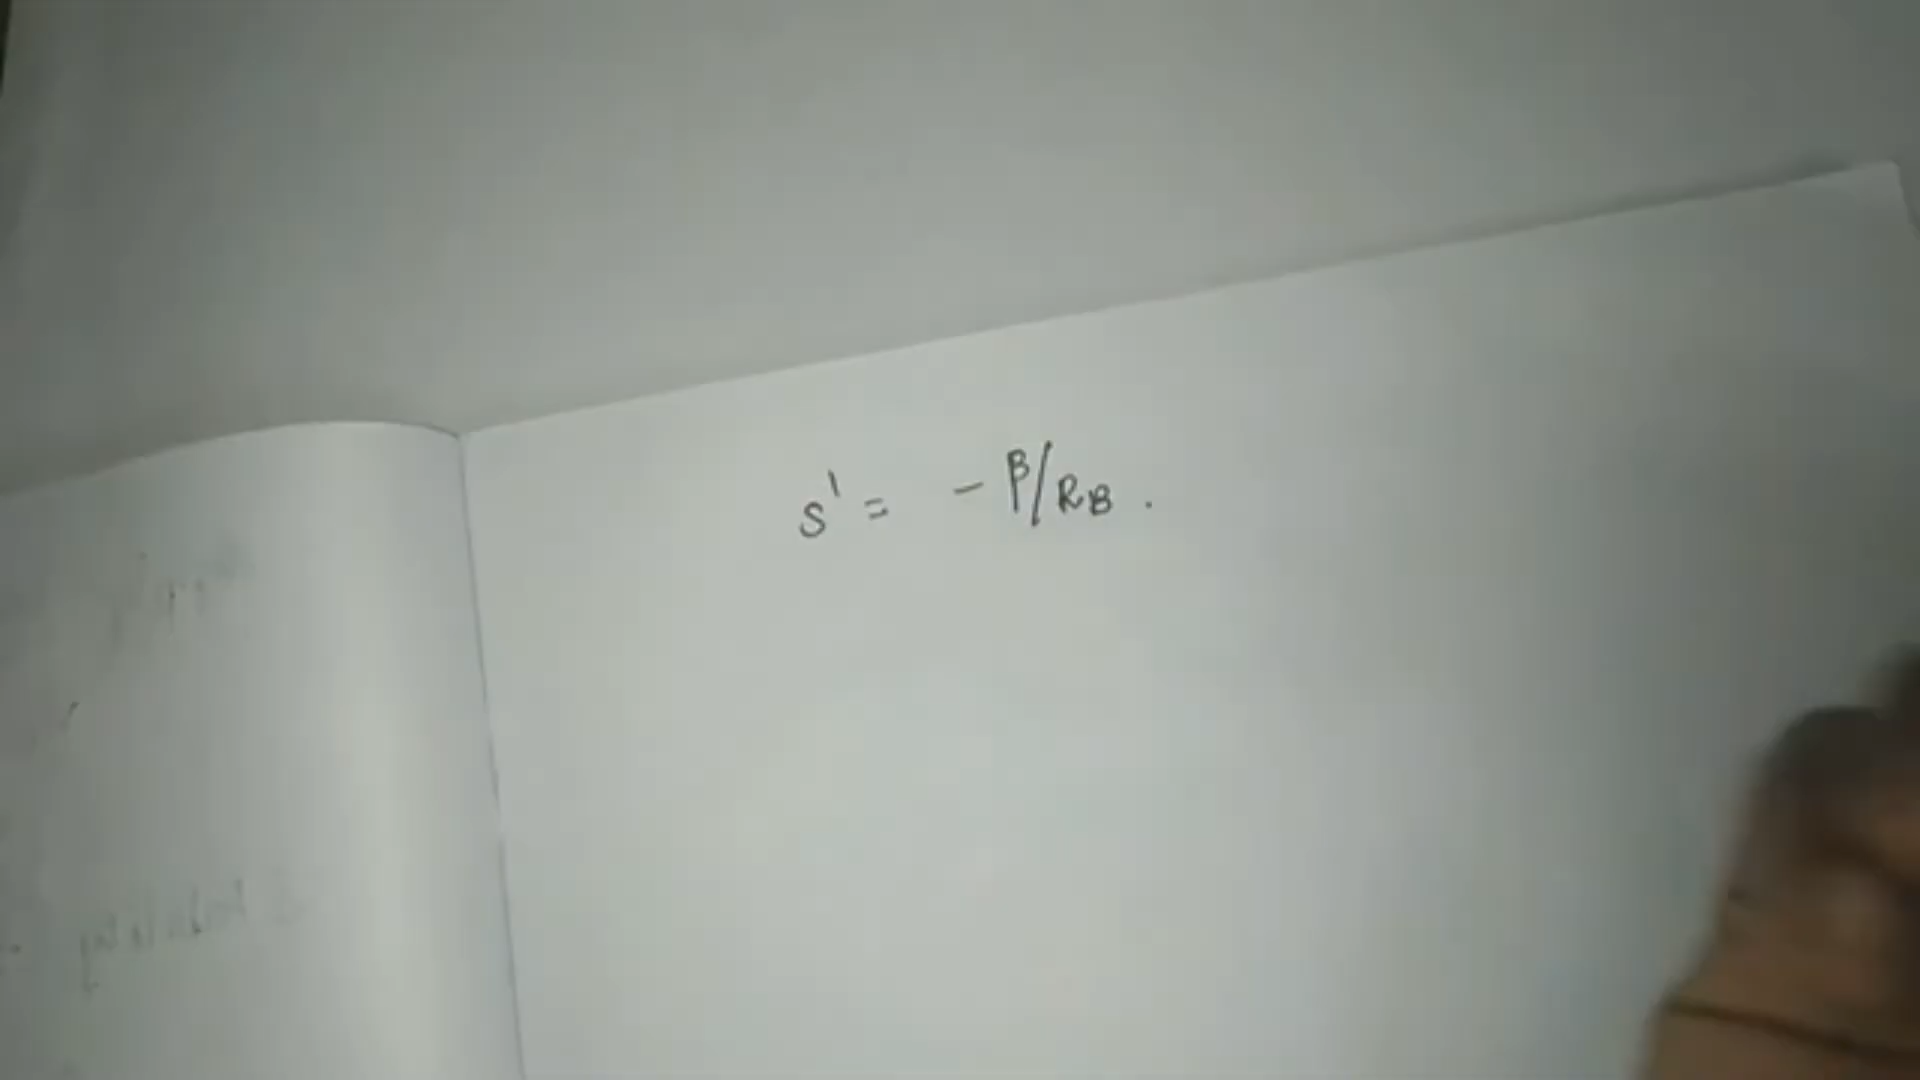 s' = - β/RB .